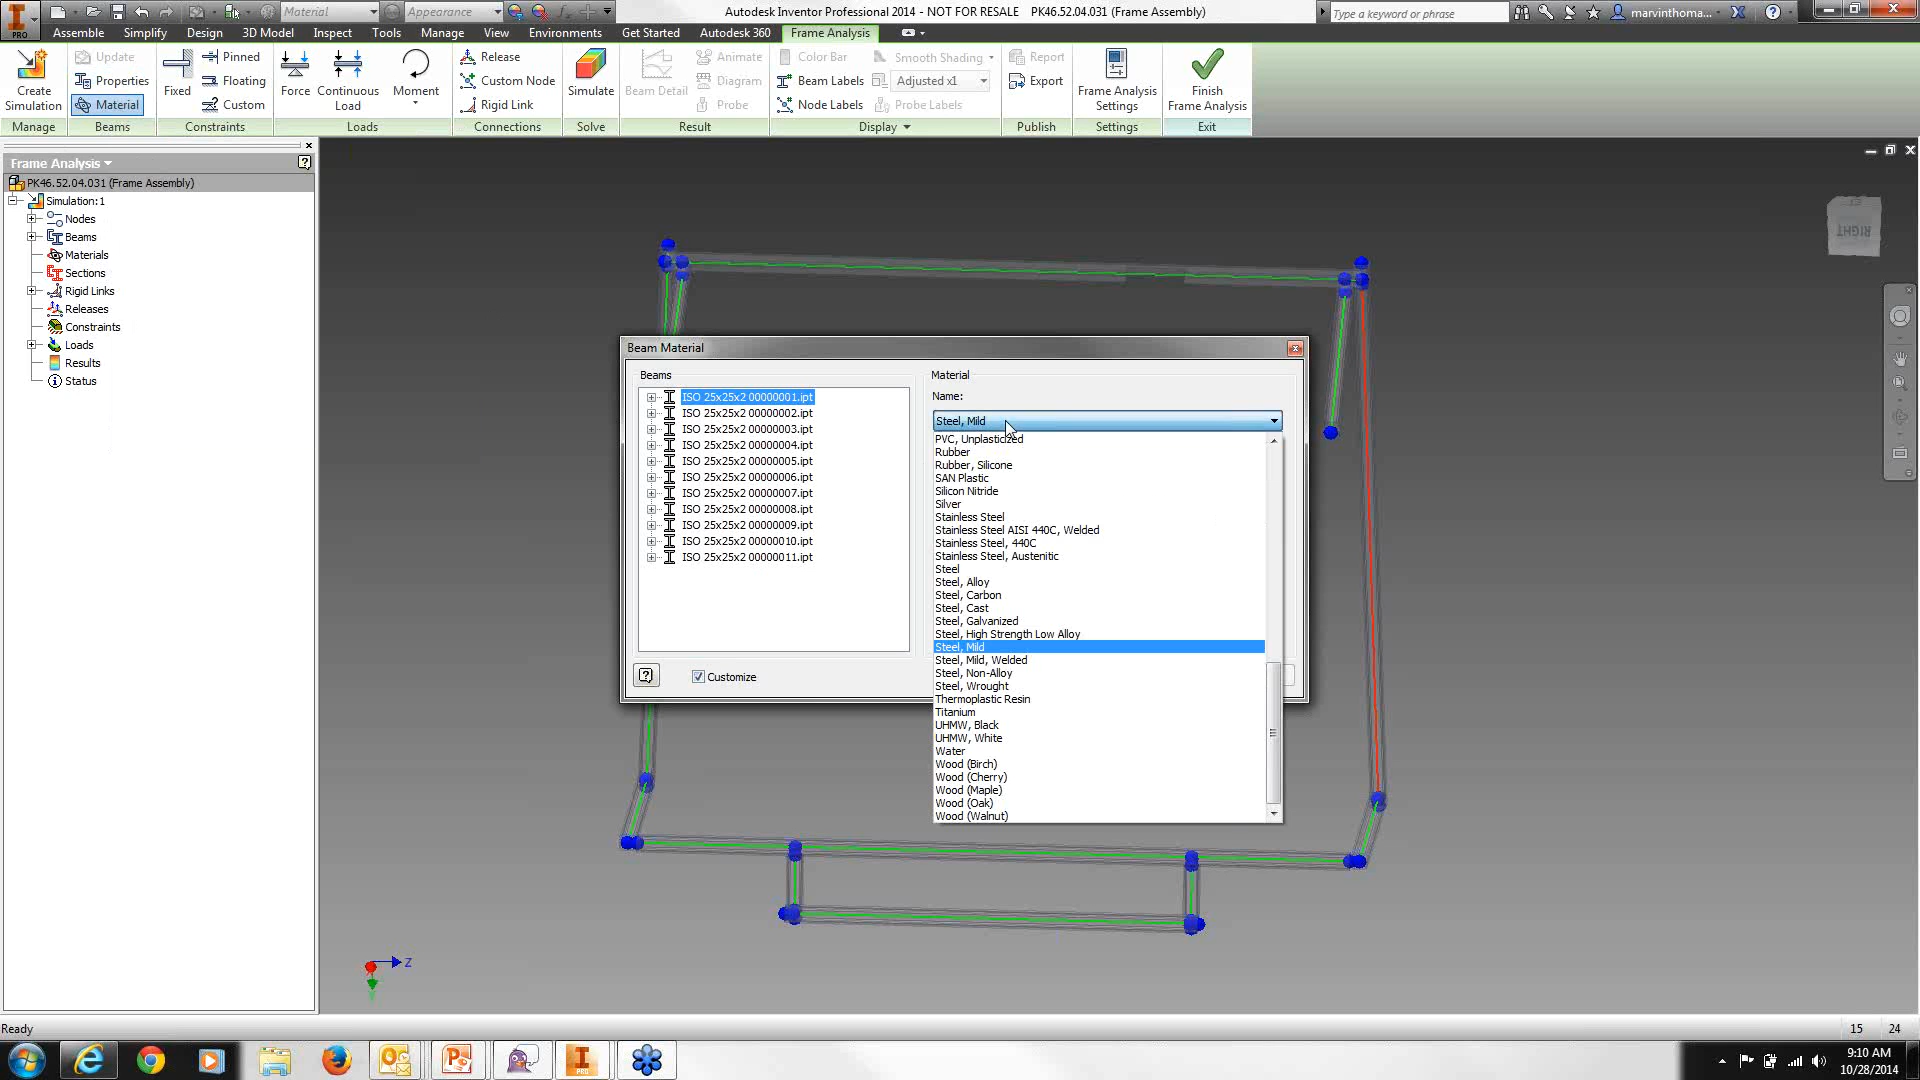 Material
Appearance
Autodesk Inventor Professional 2014 - NOT FOR RESALE PK46.52.04.031 (Frame Assembly)
Type a keyword or phrase
marvinthoma...
PRO
Assemble Simplify Design 3D Model Inspect Tools Manage View Environments Get Started Autodesk 360 Frame Analysis
Create Simulation
Manage
Update
Properties
Material
Beams
Fixed
Pinned
Floating
Custom
Constraints
Force
Continuous Load
Moment
Loads
Release
Custom Node
Rigid Link
Connections
Simulate
Solve
Beam Detail
Animate
Diagram
Probe
Result
Color Bar
Beam Labels
Node Labels
Smooth Shading
Adjusted x1
Probe Labels
Display
Report
Export
Publish
Frame Analysis Settings
Settings
Finish Frame Analysis
Exit
Frame Analysis
PK46.52.04.031 (Frame Assembly)
Simulation:1
Nodes
Beams
Materials
Sections
Rigid Links
Releases
Constraints
Loads
Results
Status
RIGHT
Beam Material
Beams
ISO 25x25x2 00000001.ipt
ISO 25x25x2 00000002.ipt
ISO 25x25x2 00000003.ipt
ISO 25x25x2 00000004.ipt
ISO 25x25x2 00000005.ipt
ISO 25x25x2 00000006.ipt
ISO 25x25x2 00000007.ipt
ISO 25x25x2 00000008.ipt
ISO 25x25x2 00000009.ipt
ISO 25x25x2 00000010.ipt
ISO 25x25x2 00000011.ipt
Customize
Material
Name:
Steel, Mild
PVC, Unplasticized
Rubber
Rubber, Silicone
SAN Plastic
Silicon Nitride
Silver
Stainless Steel
Stainless Steel AISI 440C, Welded
Stainless Steel, 440C
Stainless Steel, Austenitic
Steel
Steel, Alloy
Steel, Carbon
Steel, Cast
Steel, Galvanized
Steel, High Strength Low Alloy
Steel, Mild
Steel, Mild, Welded
Steel, Non-Alloy
Steel, Wrought
Thermoplastic Resin
Titanium
UHMW, Black
UHMW, White
Water
Wood (Birch)
Wood (Cherry)
Wood (Maple)
Wood (Oak)
Wood (Walnut)
Z
Y
Ready
15 24
PRO
9:10 AM
10/28/2014